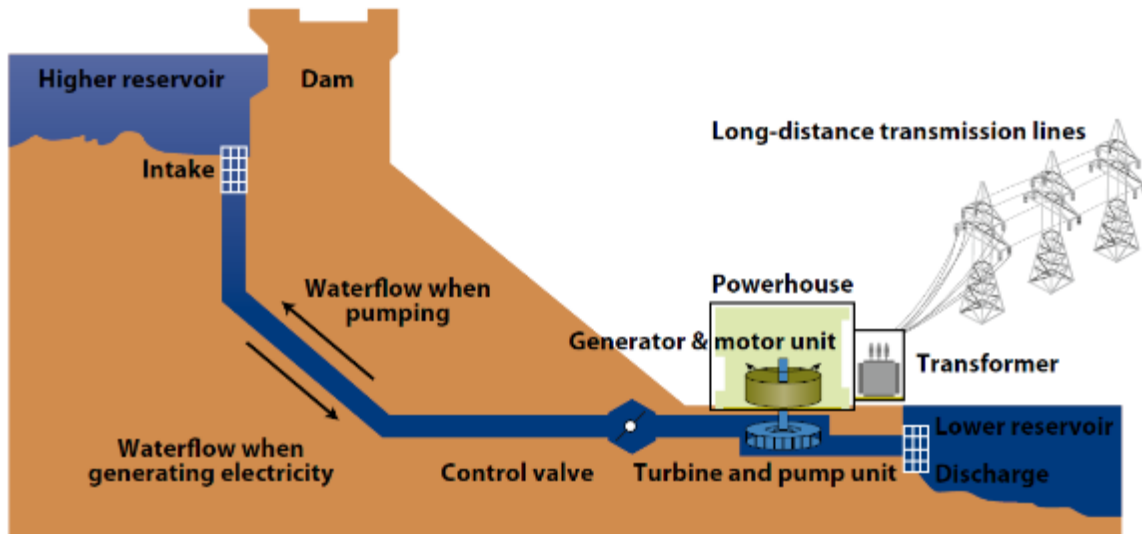 Higher reservoir
Dam
Long-distance transmission lines
Intake
Powerhouse
Waterflow when
pumping
Generator & motor unit
Transformer
Lower reservoir
Waterflow when
generating electricity
Control valve
Turbine and pump unit
Discharge